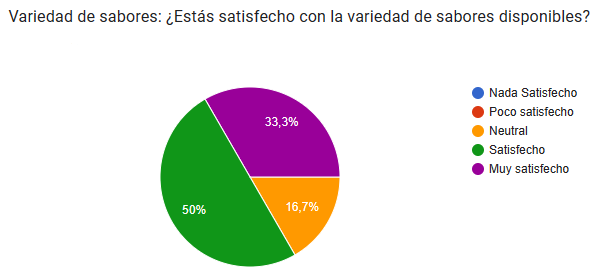 Variedad de sabores: ¿Estás satisfecho con la variedad de sabores disponibles?
33,3%
16,7%
50%
Nada Satisfecho
Poco satisfecho
Neutral
Satisfecho
Muy satisfecho